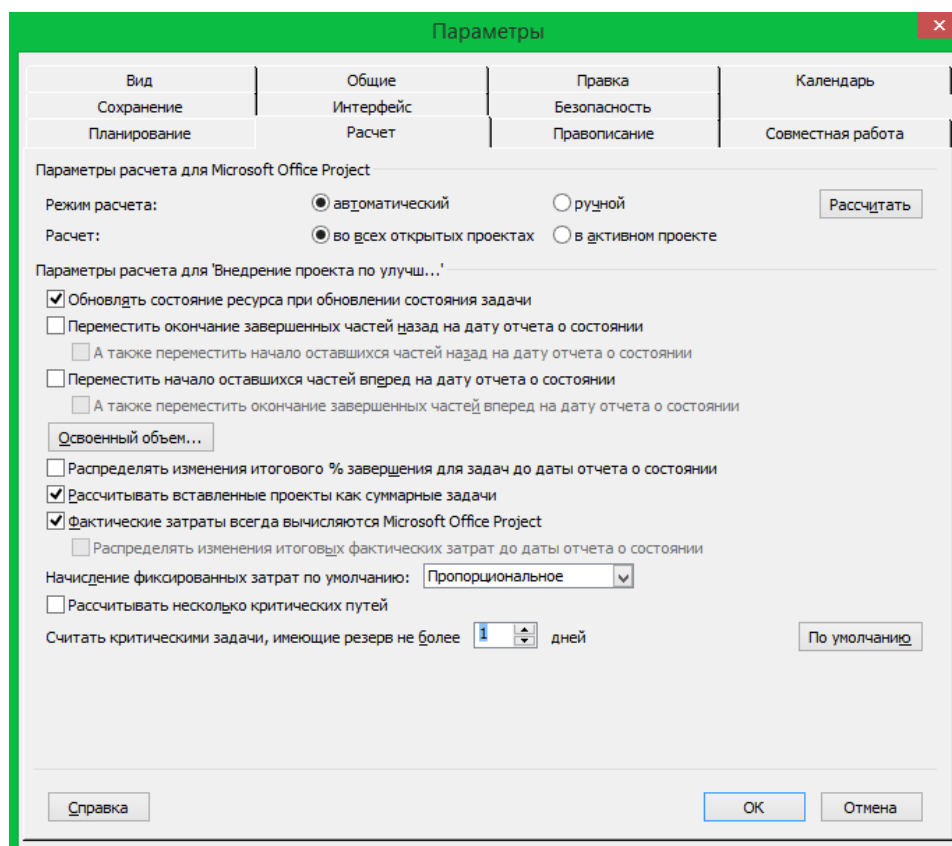 Параметры
Вид Общие Правка Календарь
Сохранение Интерфейс Безопасность
Планирование Расчет Правописание Совместная работа
Параметры расчета для Microsoft Office Project
Режим расчета: автоматический ручной Рассчитать
Расчет: во всех открытых проектах в активном проекте
Параметры расчета для 'Внедрение проекта по улучш...'
Обновлять состояние ресурса при обновлении состояния задачи
Переместить окончание завершенных частей назад на дату отчета о состоянии
А также переместить начало оставшихся частей назад на дату отчета о состоянии
Переместить начало оставшихся частей вперед на дату отчета о состоянии
А также переместить окончание завершенных частей вперед на дату отчета о состоянии
Освоенный объем...
Распределять изменения итогового % завершения для задач до даты отчета о состоянии
Рассчитывать вставленные проекты как суммарные задачи
Фактические затраты всегда вычисляются Microsoft Office Project
Распределять изменения итоговых фактических затрат до даты отчета о состоянии
Начисление фиксированных затрат по умолчанию: Пропорциональное
Рассчитывать несколько критических путей
Считать критическими задачи, имеющие резерв не более 1 дней По умолчанию
Справка ОК Отмена